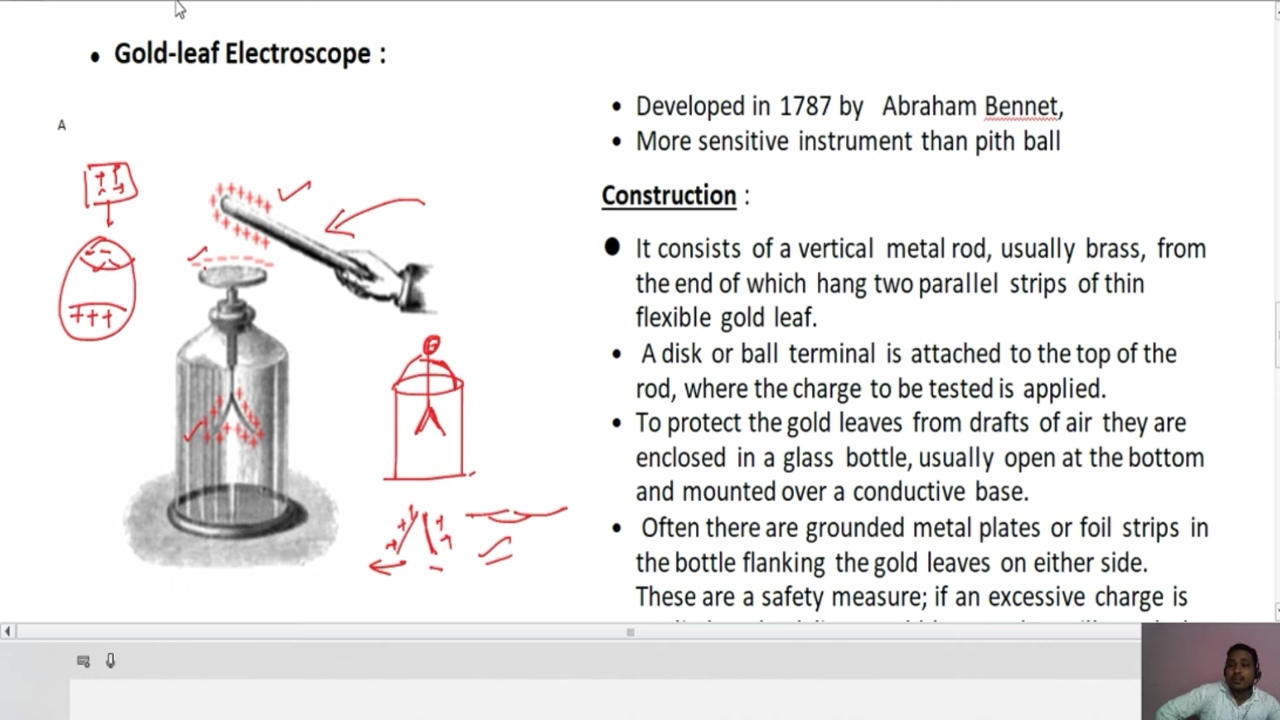 • Gold-leaf Electroscope :
A
• Developed in 1787 by Abraham Bennet,
• More sensitive instrument than pith ball
Construction :
● It consists of a vertical metal rod, usually brass, from
the end of which hang two parallel strips of thin
flexible gold leaf.
• A disk or ball terminal is attached to the top of the
rod, where the charge to be tested is applied.
• To protect the gold leaves from drafts of air they are
enclosed in a glass bottle, usually open at the bottom
and mounted over a conductive base.
• Often there are grounded metal plates or foil strips in
the bottle flanking the gold leaves on either side.
These are a safety measure; if an excessive charge is